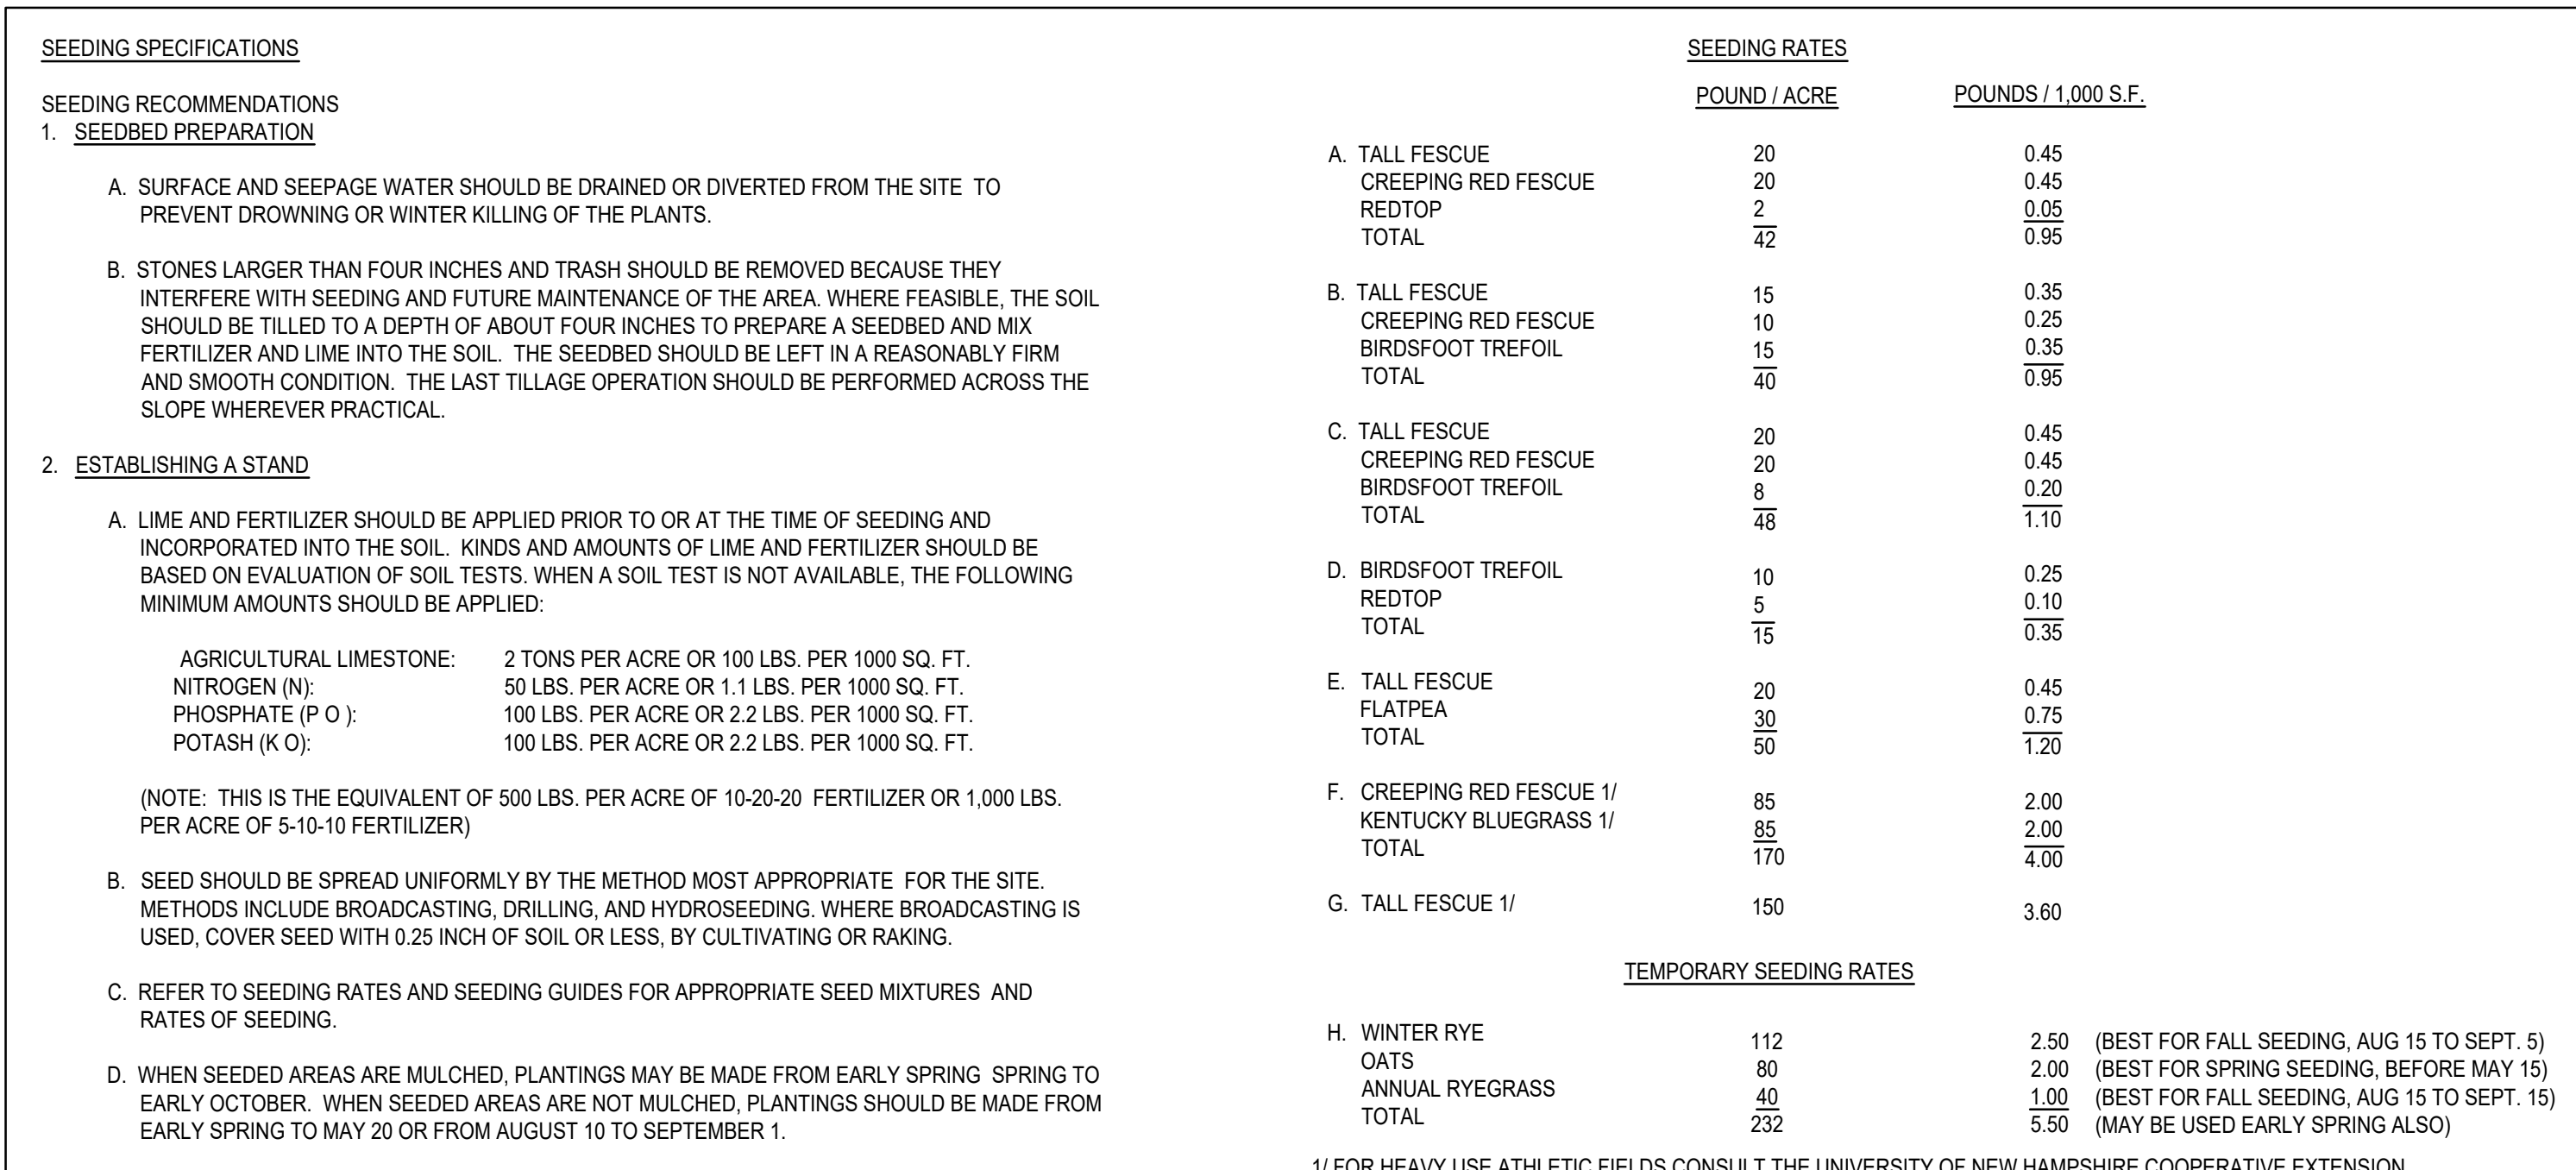 SEEDING SPECIFICATIONS
SEEDING RECOMMENDATIONS
1. SEEDBED PREPARATION
A. SURFACE AND SEEPAGE WATER SHOULD BE DRAINED OR DIVERTED FROM THE SITE TO
PREVENT DROWNING OR WINTER KILLING OF THE PLANTS.
B. STONES LARGER THAN FOUR INCHES AND TRASH SHOULD BE REMOVED BECAUSE THEY
INTERFERE WITH SEEDING AND FUTURE MAINTENANCE OF THE AREA. WHERE FEASIBLE, THE SOIL
SHOULD BE TILLED TO A DEPTH OF ABOUT FOUR INCHES TO PREPARE A SEEDBED AND MIX
FERTILIZER AND LIME INTO THE SOIL. THE SEEDBED SHOULD BE LEFT IN A REASONABLY FIRM
AND SMOOTH CONDITION. THE LAST TILLAGE OPERATION SHOULD BE PERFORMED ACROSS THE
SLOPE WHEREVER PRACTICAL.
2. ESTABLISHING A STAND
A. LIME AND FERTILIZER SHOULD BE APPLIED PRIOR TO OR AT THE TIME OF SEEDING AND
INCORPORATED INTO THE SOIL. KINDS AND AMOUNTS OF LIME AND FERTILIZER SHOULD BE
BASED ON EVALUATION OF SOIL TESTS. WHEN A SOIL TEST IS NOT AVAILABLE, THE FOLLOWING
MINIMUM AMOUNTS SHOULD BE APPLIED:
AGRICULTURAL LIMESTONE: 2 TONS PER ACRE OR 100 LBS. PER 1000 SQ. FT.
NITROGEN (N): 50 LBS. PER ACRE OR 1.1 LBS. PER 1000 SQ. FT.
PHOSPHATE (P O ): 100 LBS. PER ACRE OR 2.2 LBS. PER 1000 SQ. FT.
POTASH (K O): 100 LBS. PER ACRE OR 2.2 LBS. PER 1000 SQ. FT.
(NOTE: THIS IS THE EQUIVALENT OF 500 LBS. PER ACRE OF 10-20-20 FERTILIZER OR 1,000 LBS.
PER ACRE OF 5-10-10 FERTILIZER)
B. SEED SHOULD BE SPREAD UNIFORMLY BY THE METHOD MOST APPROPRIATE FOR THE SITE.
METHODS INCLUDE BROADCASTING, DRILLING, AND HYDROSEEDING. WHERE BROADCASTING IS
USED, COVER SEED WITH 0.25 INCH OF SOIL OR LESS, BY CULTIVATING OR RAKING.
C. REFER TO SEEDING RATES AND SEEDING GUIDES FOR APPROPRIATE SEED MIXTURES AND
RATES OF SEEDING.
D. WHEN SEEDED AREAS ARE MULCHED, PLANTINGS MAY BE MADE FROM EARLY SPRING SPRING TO
EARLY OCTOBER. WHEN SEEDED AREAS ARE NOT MULCHED, PLANTINGS SHOULD BE MADE FROM
EARLY SPRING TO MAY 20 OR FROM AUGUST 10 TO SEPTEMBER 1.
SEEDING RATES
POUND / ACRE POUNDS / 1,000 S.F.
A. TALL FESCUE 20 0.45
CREEPING RED FESCUE 20 0.45
REDTOP 2 0.05
TOTAL 42 0.95
B. TALL FESCUE 15 0.35
CREEPING RED FESCUE 10 0.25
BIRDSFOOT TREFOIL 15 0.35
TOTAL 40 0.95
C. TALL FESCUE 20 0.45
CREEPING RED FESCUE 20 0.45
BIRDSFOOT TREFOIL 8 0.20
TOTAL 48 1.10
D. BIRDSFOOT TREFOIL 10 0.25
REDTOP 5 0.10
TOTAL 15 0.35
E. TALL FESCUE 20 0.45
FLATPEA 30 0.75
TOTAL 50 1.20
F. CREEPING RED FESCUE 1/ 85 2.00
KENTUCKY BLUEGRASS 1/ 85 2.00
TOTAL 170 4.00
G. TALL FESCUE 1/ 150 3.60
TEMPORARY SEEDING RATES
H. WINTER RYE 112 2.50 (BEST FOR FALL SEEDING, AUG 15 TO SEPT. 5)
OATS 80 2.00 (BEST FOR SPRING SEEDING, BEFORE MAY 15)
ANNUAL RYEGRASS 40 1.00 (BEST FOR FALL SEEDING, AUG 15 TO SEPT. 15)
TOTAL 232 5.50 (MAY BE USED EARLY SPRING ALSO)
1/ FOR HEAVY USE ATHLETIC FIELDS CONSULT THE UNIVERSITY OF NEW HAMPSHIRE COOPERATIVE EXTENSION